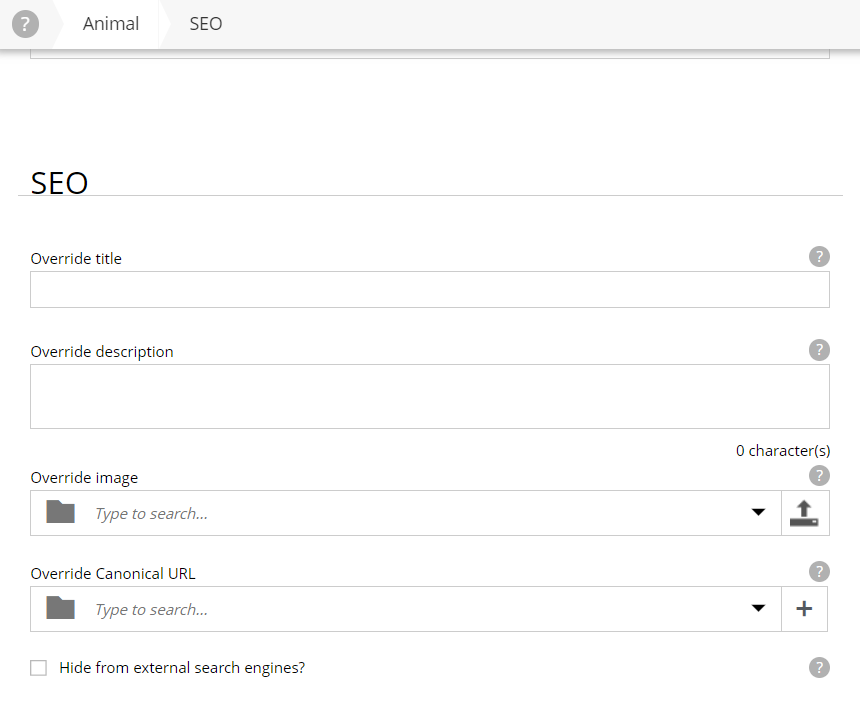 ? Animal SEO
SEO
Override title ?
Override description ?
0 character(s)
Override image ?
Type to search...
Override Canonical URL ?
Type to search... +
Hide from external search engines? ?